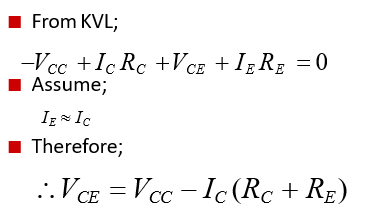 ■ From KVL;
−V_CC + I_C R_C + V_CE + I_E R_E = 0
■ Assume;
I_E ≈ I_C
■ Therefore;
∴ V_CE = V_CC − I_C (R_C + R_E)